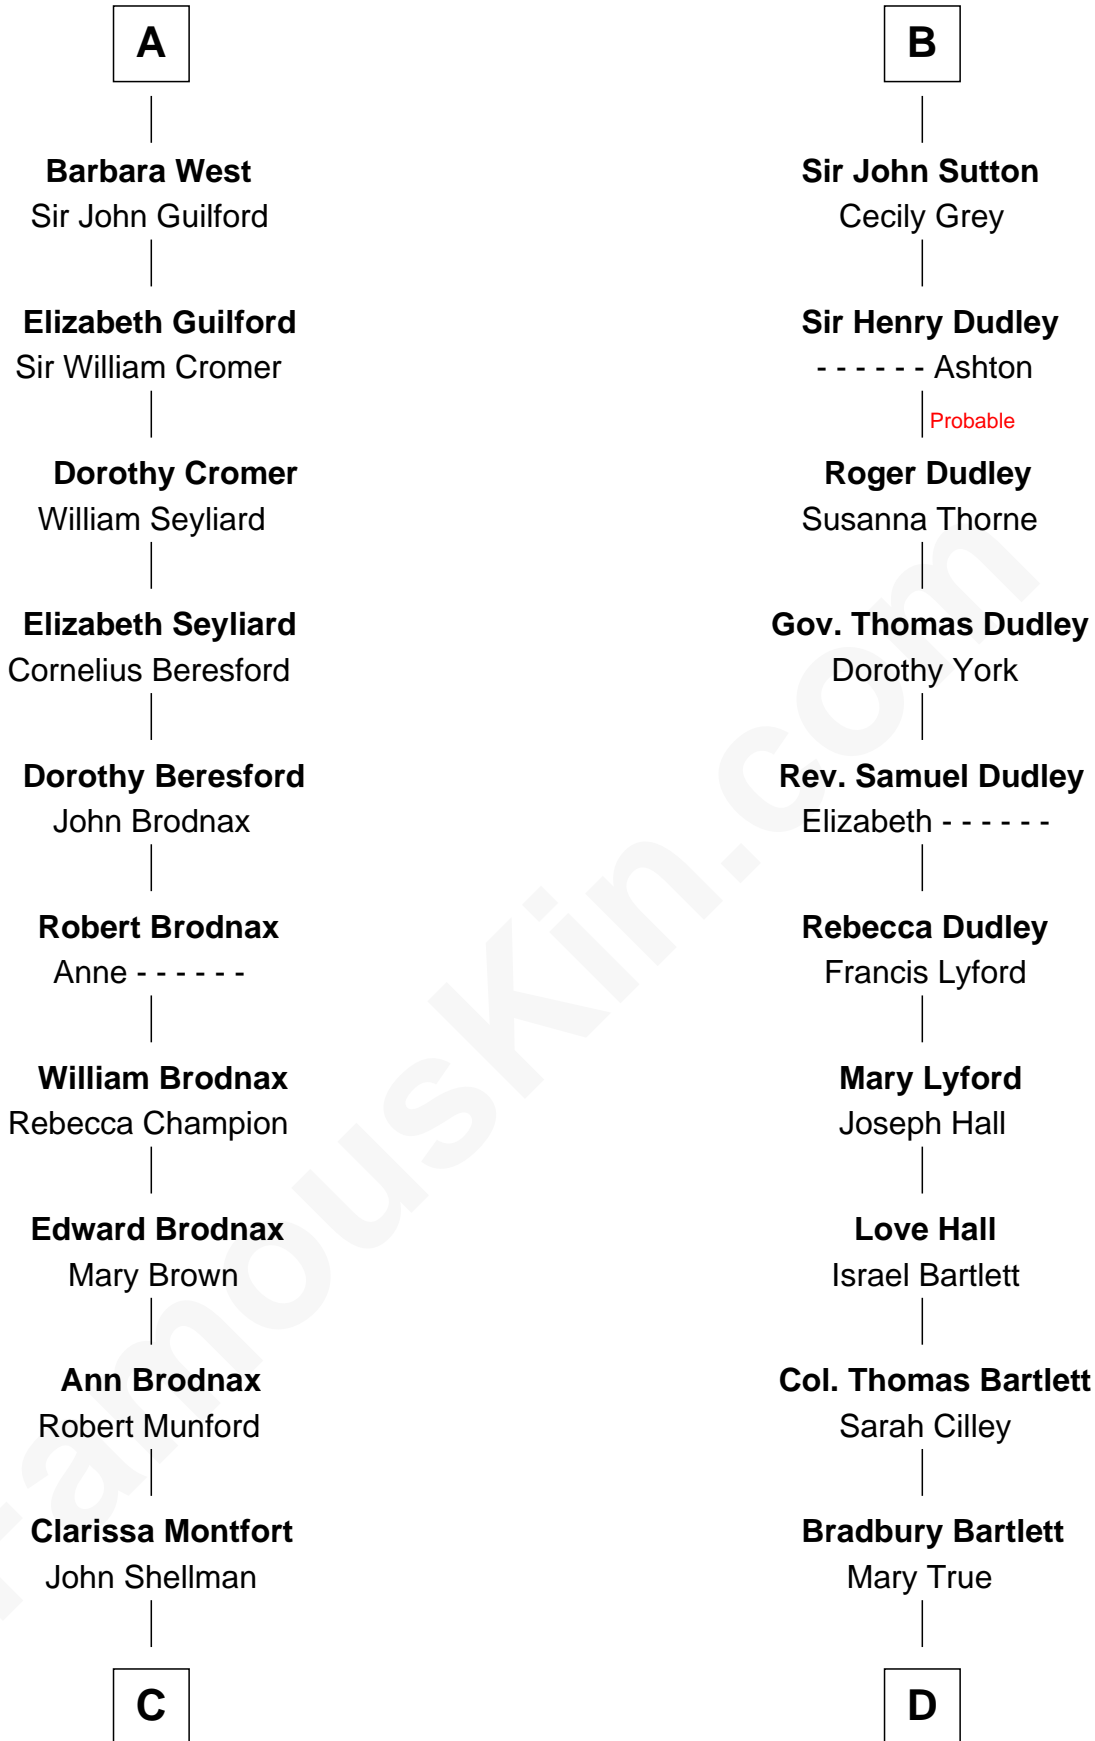 A
Barbara West
Sir John Guilford
Elizabeth Guilford
Sir William Cromer
Dorothy Cromer
William Seyliard
Elizabeth Seyliard
Cornelius Beresford
Dorothy Beresford
John Brodnax
Robert Brodnax
Anne - - - - - -
William Brodnax
Rebecca Champion
Edward Brodnax
Mary Brown
Ann Brodnax
Robert Munford
Clarissa Montfort
John Shellman
C
B
Sir John Sutton
Cecily Grey
Sir Henry Dudley
- - - - - - Ashton
Probable
Roger Dudley
Susanna Thorne
Gov. Thomas Dudley
Dorothy York
Rev. Samuel Dudley
Elizabeth - - - - - -
Rebecca Dudley
Francis Lyford
Mary Lyford
Joseph Hall
Love Hall
Israel Bartlett
Col. Thomas Bartlett
Sarah Cilley
Bradbury Bartlett
Mary True
D
FamousKin.com